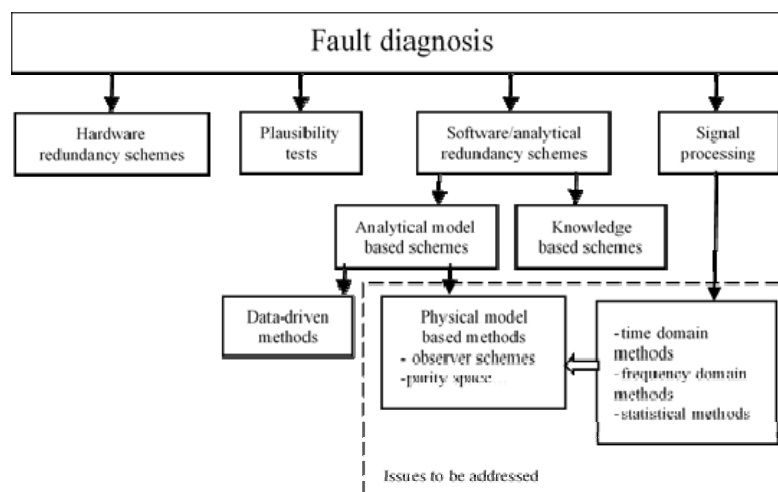 Fault diagnosis
Hardware
redundancy schemes
Plausibility
tests
Software/analytical
redundancy schemes
Signal
processing
Analytical model
based schemes
Knowledge
based schemes
Data-driven
methods
Physical model
based methods
- observer schemes
-parity space...
-time domain
methods
-frequency domain
methods
-statistical methods
Issues to be addressed